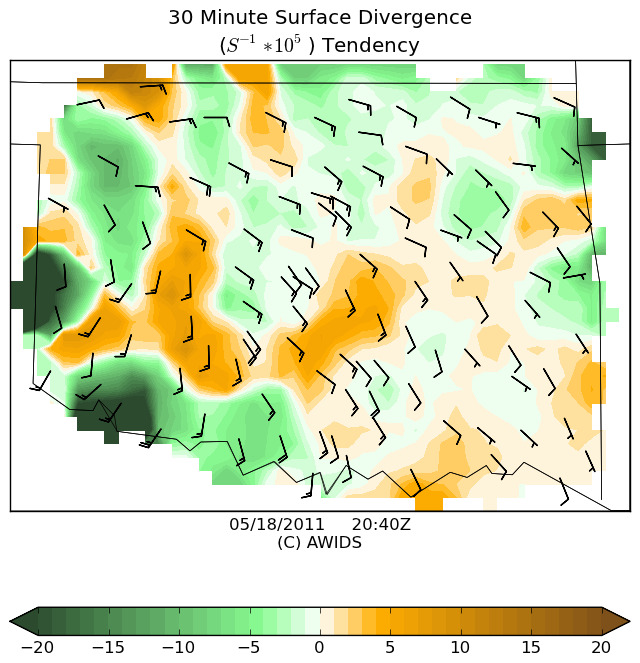 30 Minute Surface Divergence
(S⁻¹ * 10⁵ ) Tendency
05/18/2011 20:40Z
(C) AWIDS
−20 −15 −10 −5 0 5 10 15 20